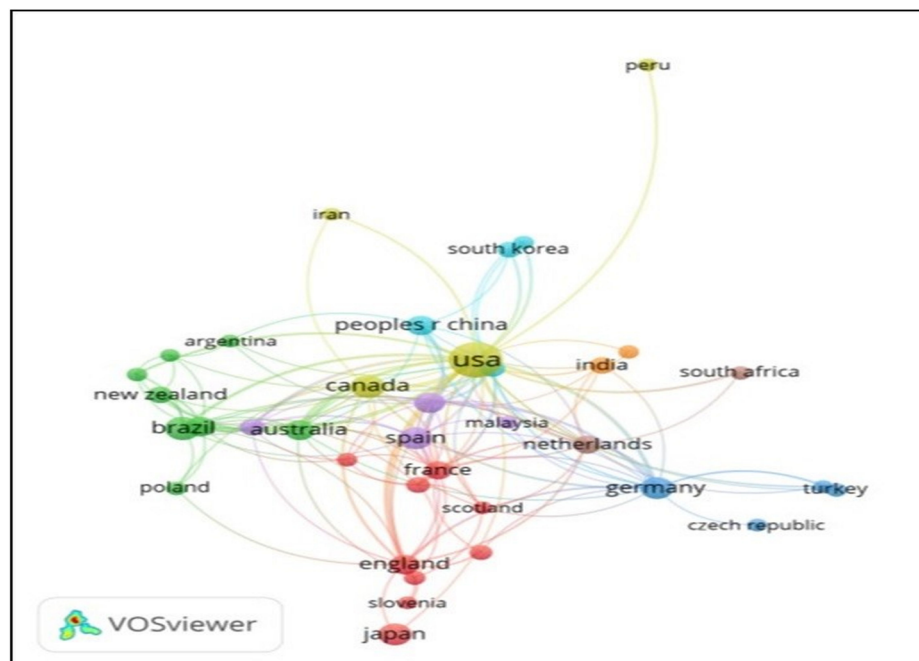 peru
iran
south korea
peoples r china
argentina
usa
india
south africa
canada
new zealand
malaysia
brazil
australia
spain
netherlands
france
poland
germany
turkey
scotland
czech republic
england
slovenia
japan
VOSviewer